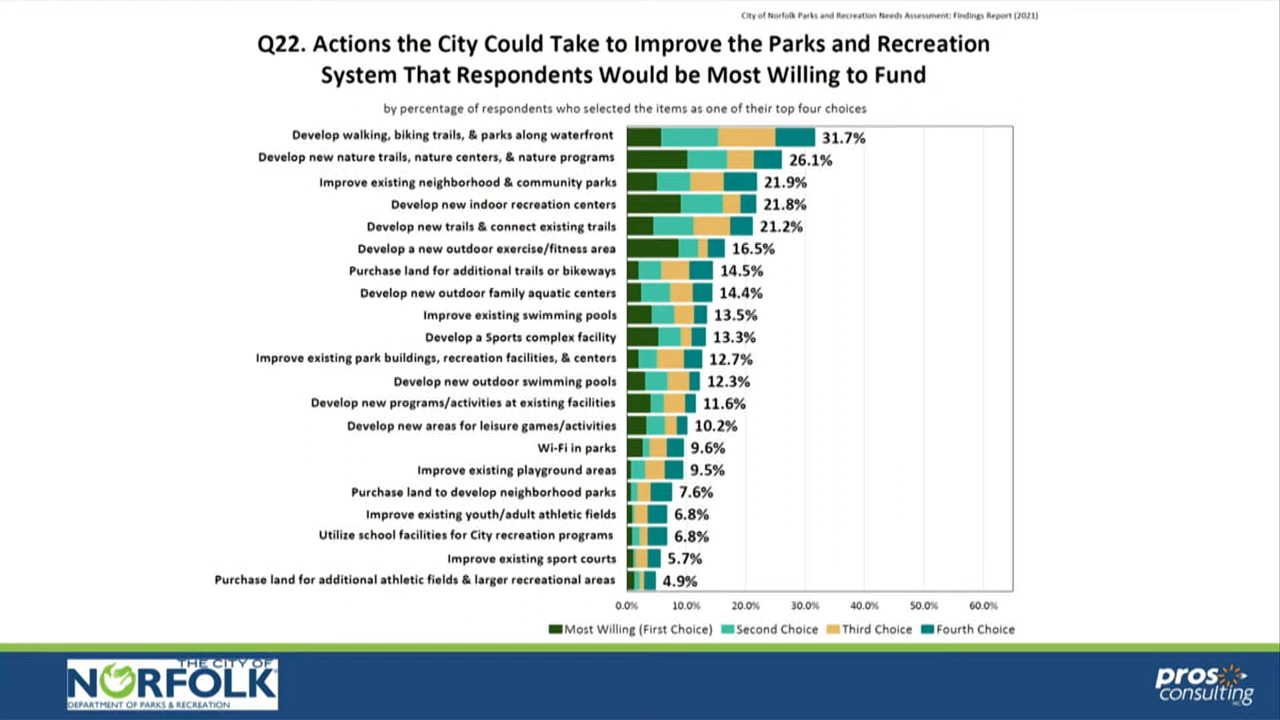 City of Norfolk Parks and Recreation Needs Assessment: Findings Report (2021)
Q22. Actions the City Could Take to Improve the Parks and Recreation
System That Respondents Would be Most Willing to Fund
by percentage of respondents who selected the items as one of their top four choices
Develop walking, biking trails, & parks along waterfront 31.7%
Develop new nature trails, nature centers, & nature programs 26.1%
Improve existing neighborhood & community parks 21.9%
Develop new indoor recreation centers 21.8%
Develop new trails & connect existing trails 21.2%
Develop a new outdoor exercise/fitness area 16.5%
Purchase land for additional trails or bikeways 14.5%
Develop new outdoor family aquatic centers 14.4%
Improve existing swimming pools 13.5%
Develop a Sports complex facility 13.3%
Improve existing park buildings, recreation facilities, & centers 12.7%
Develop new outdoor swimming pools 12.3%
Develop new programs/activities at existing facilities 11.6%
Develop new areas for leisure games/activities 10.2%
Wi-Fi in parks 9.6%
Improve existing playground areas 9.5%
Purchase land to develop neighborhood parks 7.6%
Improve existing youth/adult athletic fields 6.8%
Utilize school facilities for City recreation programs 6.8%
Improve existing sport courts 5.7%
Purchase land for additional athletic fields & larger recreational areas 4.9%
0.0% 10.0% 20.0% 30.0% 40.0% 50.0% 60.0%
Most Willing (First Choice) Second Choice Third Choice Fourth Choice
THE CITY OF
NORFOLK
DEPARTMENT OF PARKS & RECREATION
pros
consulting
INC.